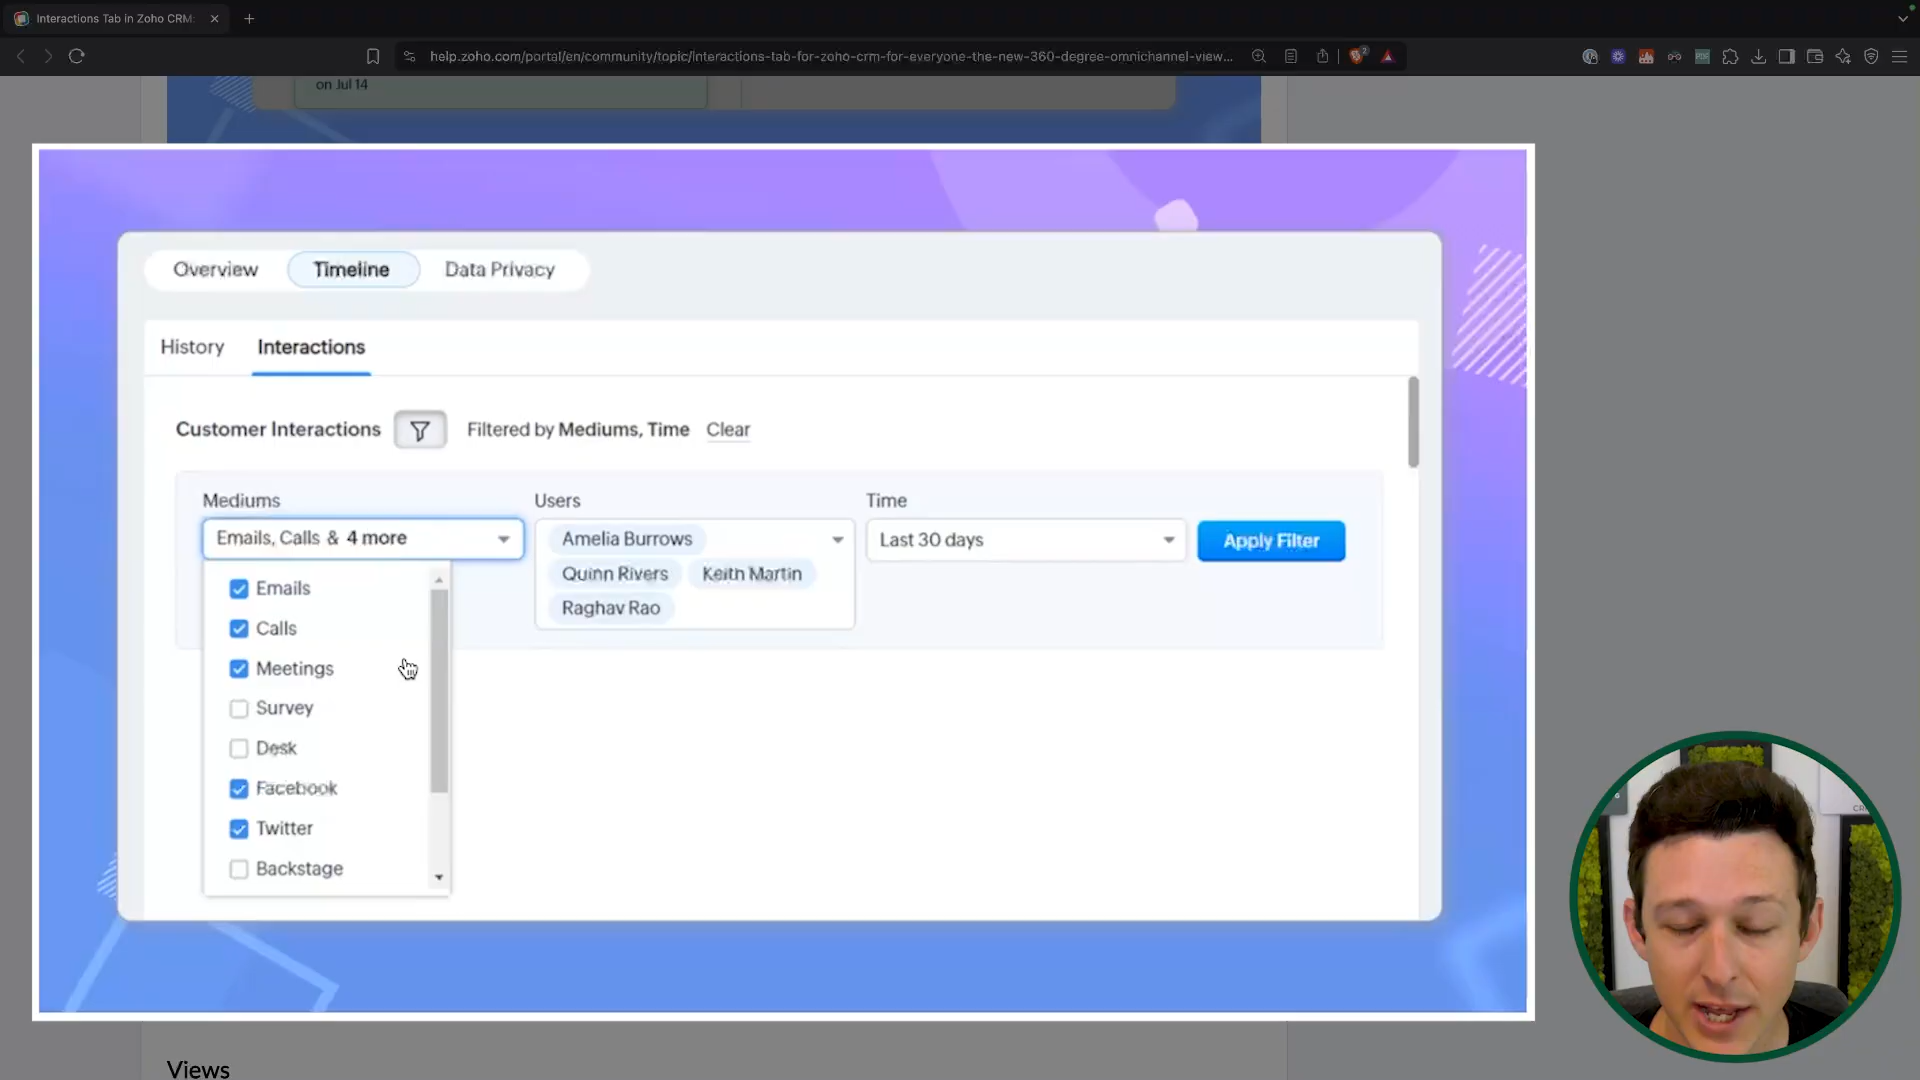 Interactions Tab in Zoho CRM
help.zoho.com/portal/en/community/topic/interactions-tab-for-zoho-crm-for-everyone-the-new-360-degree-omnichannel-view...
2
on Jul 14
Overview
Timeline
Data Privacy
History
Interactions
Customer Interactions
Filtered by Mediums, Time
Clear
Mediums
Users
Time
Emails, Calls & 4 more
Amelia Burrows
Last 30 days
Apply Filter
Quinn Rivers
Keith Martin
Raghav Rao
Emails
Calls
Meetings
Survey
Desk
Facebook
Twitter
Backstage
Views